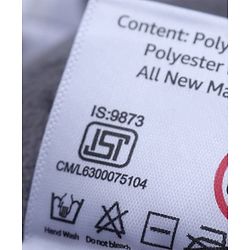 Content: Poly
Polyester
All New Ma
IS:9873
ISI
CM/L6300075104
Hand Wash
Do not bleach